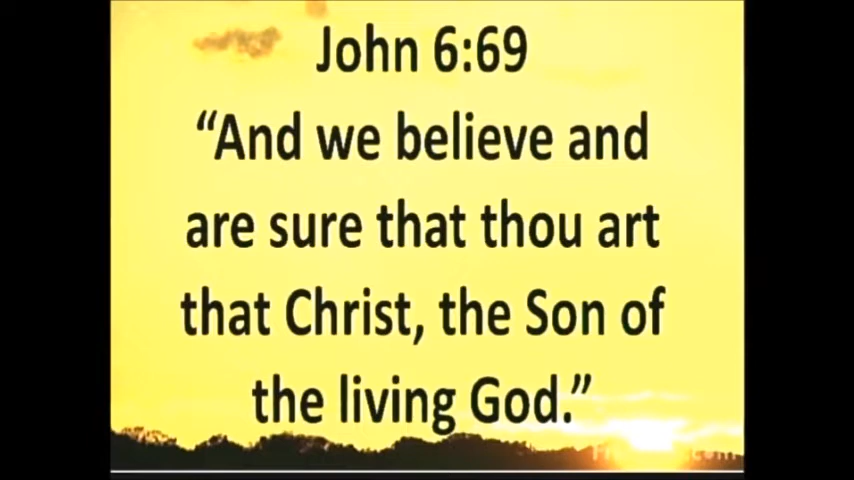 John 6:69
“And we believe and
are sure that thou art
that Christ, the Son of
the living God.”